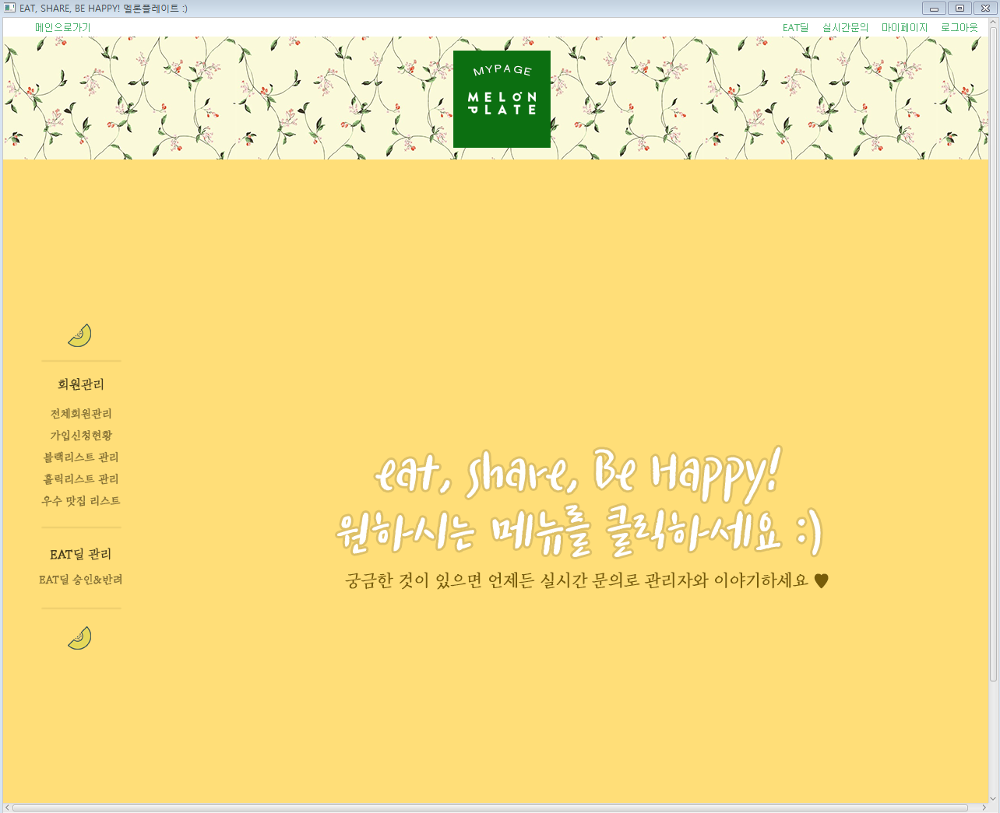 EAT, SHARE, BE HAPPY! 멜론플레이트 :)
메인으로가기 EAT딜 실시간문의 마이페이지 로그아웃
MYPAGE
MELON
PLATE
회원관리
전체회원관리
가입신청현황
블랙리스트 관리
홀릭리스트 관리
우수 맛집 리스트
EAT딜 관리
EAT딜 승인&반려
eat, share, Be Happy!
원하시는 메뉴를 클릭하세요 :)
궁금한 것이 있으면 언제든 실시간 문의로 관리자와 이야기하세요 ♥